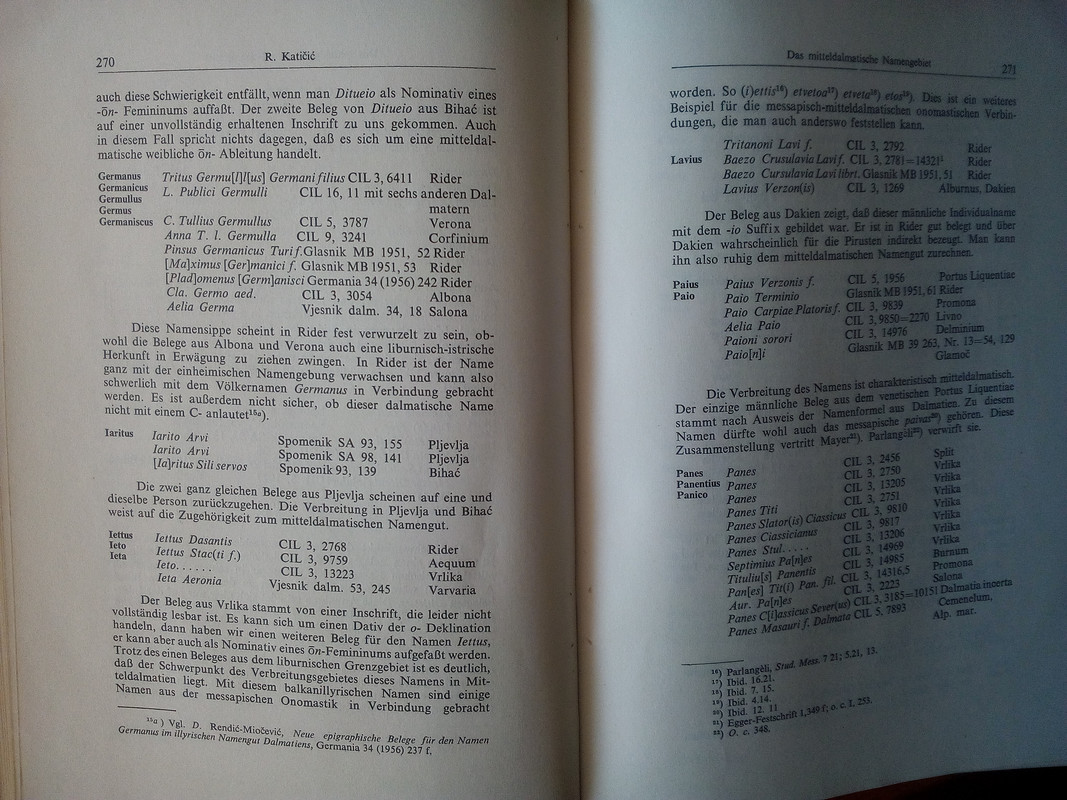 270
R. Katičić
auch diese Schwierigkeit entfällt, wenn man Ditueio als Nominativ eines
-ōn- Femininums auffaßt. Der zweite Beleg von Ditueio aus Bihać ist
auf einer unvollständig erhaltenen Inschrift zu uns gekommen. Auch
in diesem Fall spricht nichts dagegen, daß es sich um eine mitteldal-
matische weibliche ōn- Ableitung handelt.
Germanus Tritus Germu[l]l[us] Germani filius CIL 3, 6411 Rider
Germanicus L. Publici Germulli CIL 16, 11 mit sechs anderen Dal-
Germullus
Germus matern
Germaniscus C. Tullius Germullus CIL 5, 3787 Verona
Anna T. l. Germulla CIL 9, 3241 Corfinium
Pinsus Germanicus Turi f. Glasnik MB 1951, 52 Rider
[Ma]ximus [Ger]manici f. Glasnik MB 1951, 53 Rider
[Plad]omenus [Germ]anisci Germania 34 (1956) 242 Rider
Cla. Germo aed. CIL 3, 3054 Albona
Aelia Germa Vjesnik dalm. 34, 18 Salona
Diese Namensippe scheint in Rider fest verwurzelt zu sein, ob-
wohl die Belege aus Albona und Verona auch eine liburnisch-istrische
Herkunft in Erwägung zu ziehen zwingen. In Rider ist der Name
ganz mit der einheimischen Namengebung verwachsen und kann also
schwerlich mit dem Völkernamen Germanus in Verbindung gebracht
werden. Es ist außerdem nicht sicher, ob dieser dalmatische Name
nicht mit einem C- anlautet¹⁵ᵃ).
Iaritus Iarito Arvi Spomenik SA 93, 155 Pljevlja
Iarito Arvi Spomenik SA 98, 141 Pljevlja
[Ia]ritus Sili servos Spomenik 93, 139 Bihać
Die zwei ganz gleichen Belege aus Pljevlja scheinen auf eine und
dieselbe Person zurückzugehen. Die Verbreitung in Pljevlja und Bihać
weist auf die Zugehörigkeit zum mitteldalmatischen Namengut.
Iettus Iettus Dasantis CIL 3, 2768 Rider
Ieto Iettus Stac(ti f.) CIL 3, 9759 Aequum
Ieta Ieto...... CIL 3, 13223 Vrlika
Ieta Aeronia Vjesnik dalm. 53, 245 Varvaria
Der Beleg aus Vrlika stammt von einer Inschrift, die leider nicht
vollständig lesbar ist. Es kann sich um einen Dativ der o- Deklination
handeln, dann haben wir einen weiteren Beleg für den Namen Iettus,
er kann aber auch als Nominativ eines ōn-Femininums aufgefaßt werden.
Trotz des einen Beleges aus dem liburnischen Grenzgebiet ist es deutlich,
daß der Schwerpunkt des Verbreitungsgebietes dieses Namens in Mit-
teldalmatien liegt. Mit diesem balkanillyrischen Namen sind einige
Namen aus der messapischen Onomastik in Verbindung gebracht
¹⁵ᵃ) Vgl. D. Rendić-Miočević, Neue epigraphische Belege für den Namen
Germanus im illyrischen Namengut Dalmatiens, Germania 34 (1956) 237 f.
Das mitteldalmatische Namengebiet
271
worden. So (i)ettis¹⁶) etvetoa¹⁷) etveta¹⁸) etos¹⁹). Dies ist ein weiteres
Beispiel für die messapisch-mitteldalmatischen onomastischen Verbin-
dungen, die man auch anderswo feststellen kann.
Tritanoni Lavi f. CIL 3, 2792 Rider
Lavius Baezo Crusulavia Lavi f. CIL 3, 2781=14321¹ Rider
Baezo Cursulavia Lavi librt. Glasnik MB 1951, 51 Rider
Lavius Verzon(is) CIL 3, 1269 Alburnus, Dakien
Der Beleg aus Dakien zeigt, daß dieser männliche Individualname
mit dem -io Suffix gebildet war. Er ist in Rider gut belegt und über
Dakien wahrscheinlich für die Pirusten indirekt bezeugt. Man kann
ihn also ruhig dem mitteldalmatischen Namengut zurechnen.
Paius Paius Verzonis f. CIL 5, 1956 Portus Liquentiae
Paio Paio Terminio Glasnik MB 1951, 61 Rider
Paio Carpiae Platoris f. CIL 3, 9839 Promona
Aelia Paio CIL 3, 9850=2270 Livno
Paioni sorori CIL 3, 14976 Delminium
Paio[n]i Glasnik MB 39 263, Nr. 13=54, 129
Glamoč
Die Verbreitung des Namens ist charakteristisch mitteldalmatisch.
Der einzige männliche Beleg aus dem venetischen Portus Liquentiae
stammt nach Ausweis der Namenformel aus Dalmatien. Zu diesem
Namen dürfte wohl auch das messapische paivas²⁰) gehören. Diese
Zusammenstellung vertritt Mayer²¹). Parlangèli²²) verwirft sie.
Panes Panes CIL 3, 2456 Split
Panentius Panes CIL 3, 2750 Vrlika
Panico Panes CIL 3, 13205 Vrlika
Panes Titi CIL 3, 2751 Vrlika
Panes Slator(is) Ciassicus CIL 3, 9810 Vrlika
Panes Ciassicianus CIL 3, 9817 Vrlika
Panes Stul..... CIL 3, 13206 Vrlika
Septimius Pa[n]es CIL 3, 14969 Vrlika
Tituliu[s] Panentis CIL 3, 14985 Burnum
Pan[es] Tit(i) Pan. fil. CIL 3, 14316,5 Promona
Aur. Pa[n]es CIL 3, 2223 Salona
Panes C[i]assicus Sever(us) CIL 3, 3185=10151 Dalmatia incerta
Panes Masauri f. Dalmata CIL 5, 7893 Cemenelum,
Alp. mar.
¹⁶) Parlangèli, Stud. Mess. 7 21; 5.21, 13.
¹⁷) Ibid. 16.21.
¹⁸) Ibid. 7. 15.
¹⁹) Ibid. 4.14.
²⁰) Ibid. 12. 11
²¹) Egger-Festschrift 1,349 f; o. c. I, 253.
²²) O. c. 348.